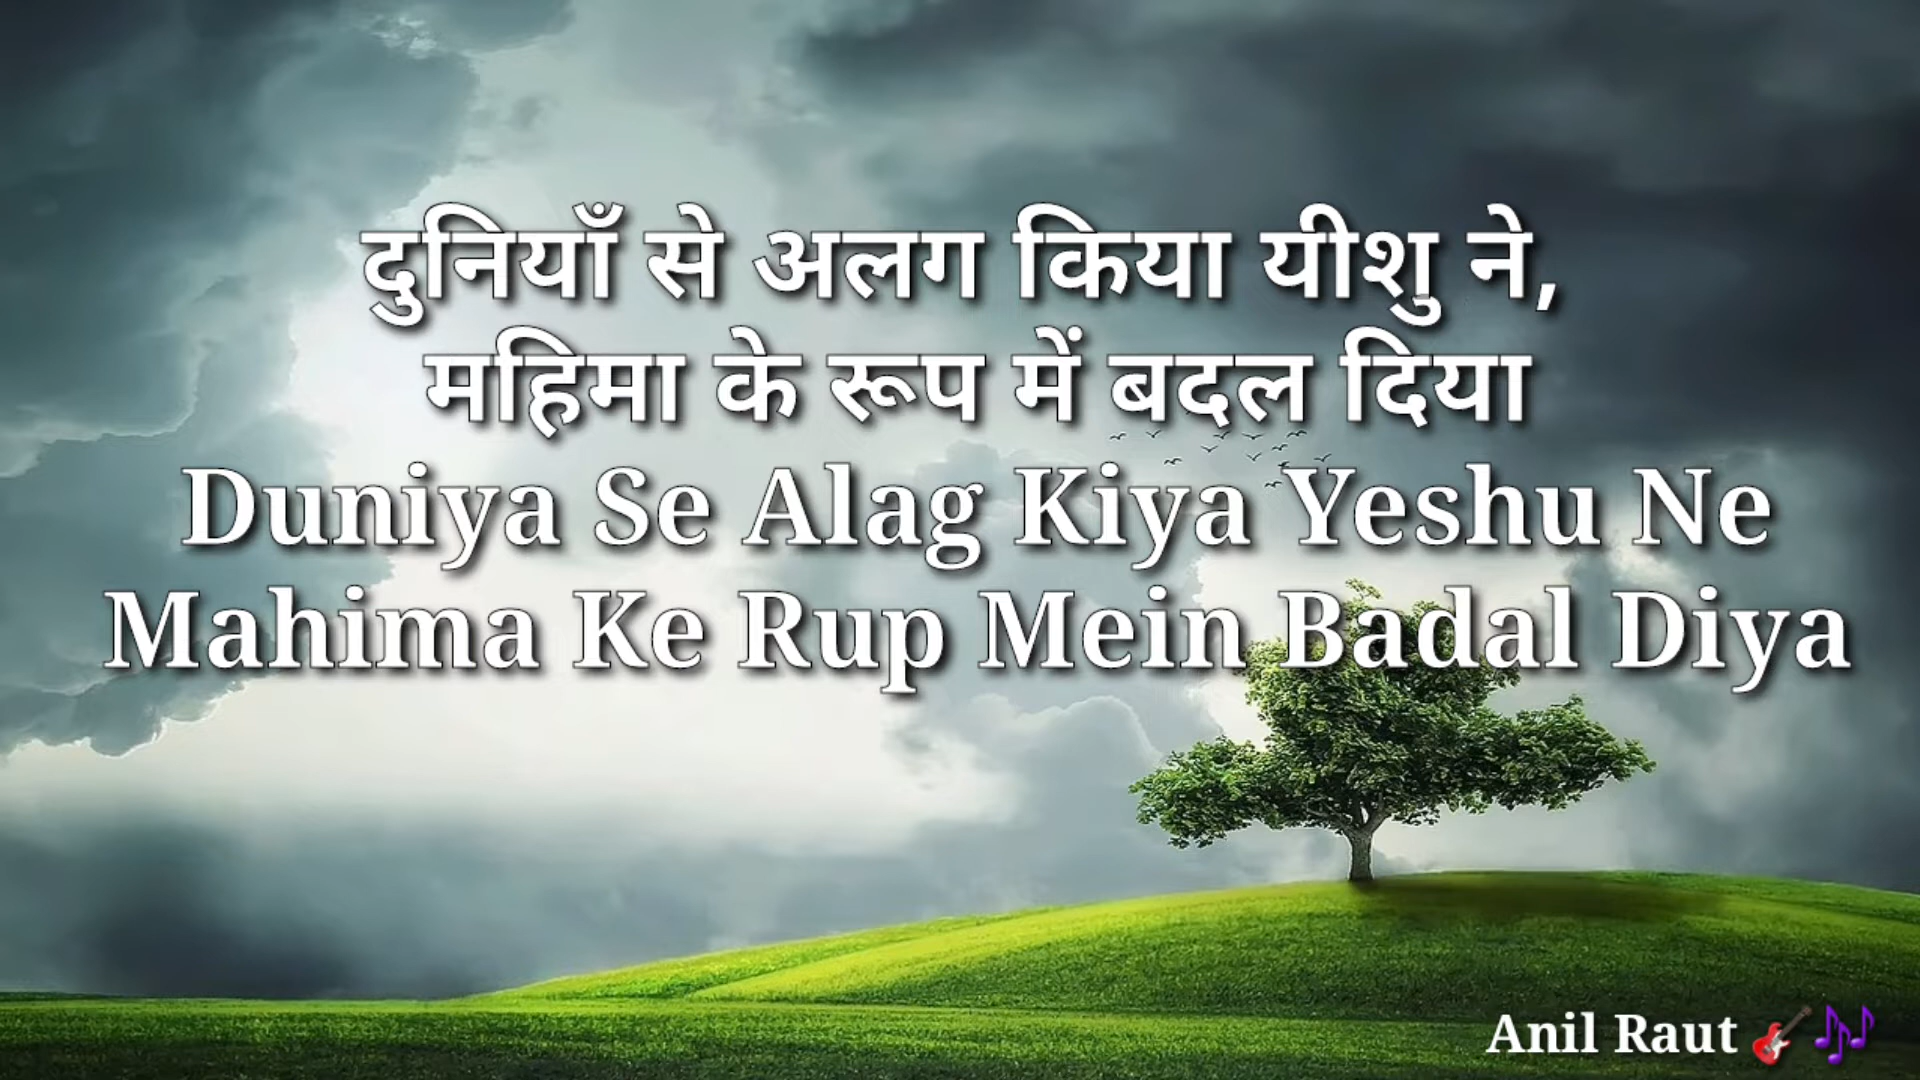 दुनियाँ से अलग किया यीशु ने,
महिमा के रूप में बदल दिया
Duniya Se Alag Kiya Yeshu Ne
Mahima Ke Rup Mein Badal Diya
Anil Raut 🎸🎶